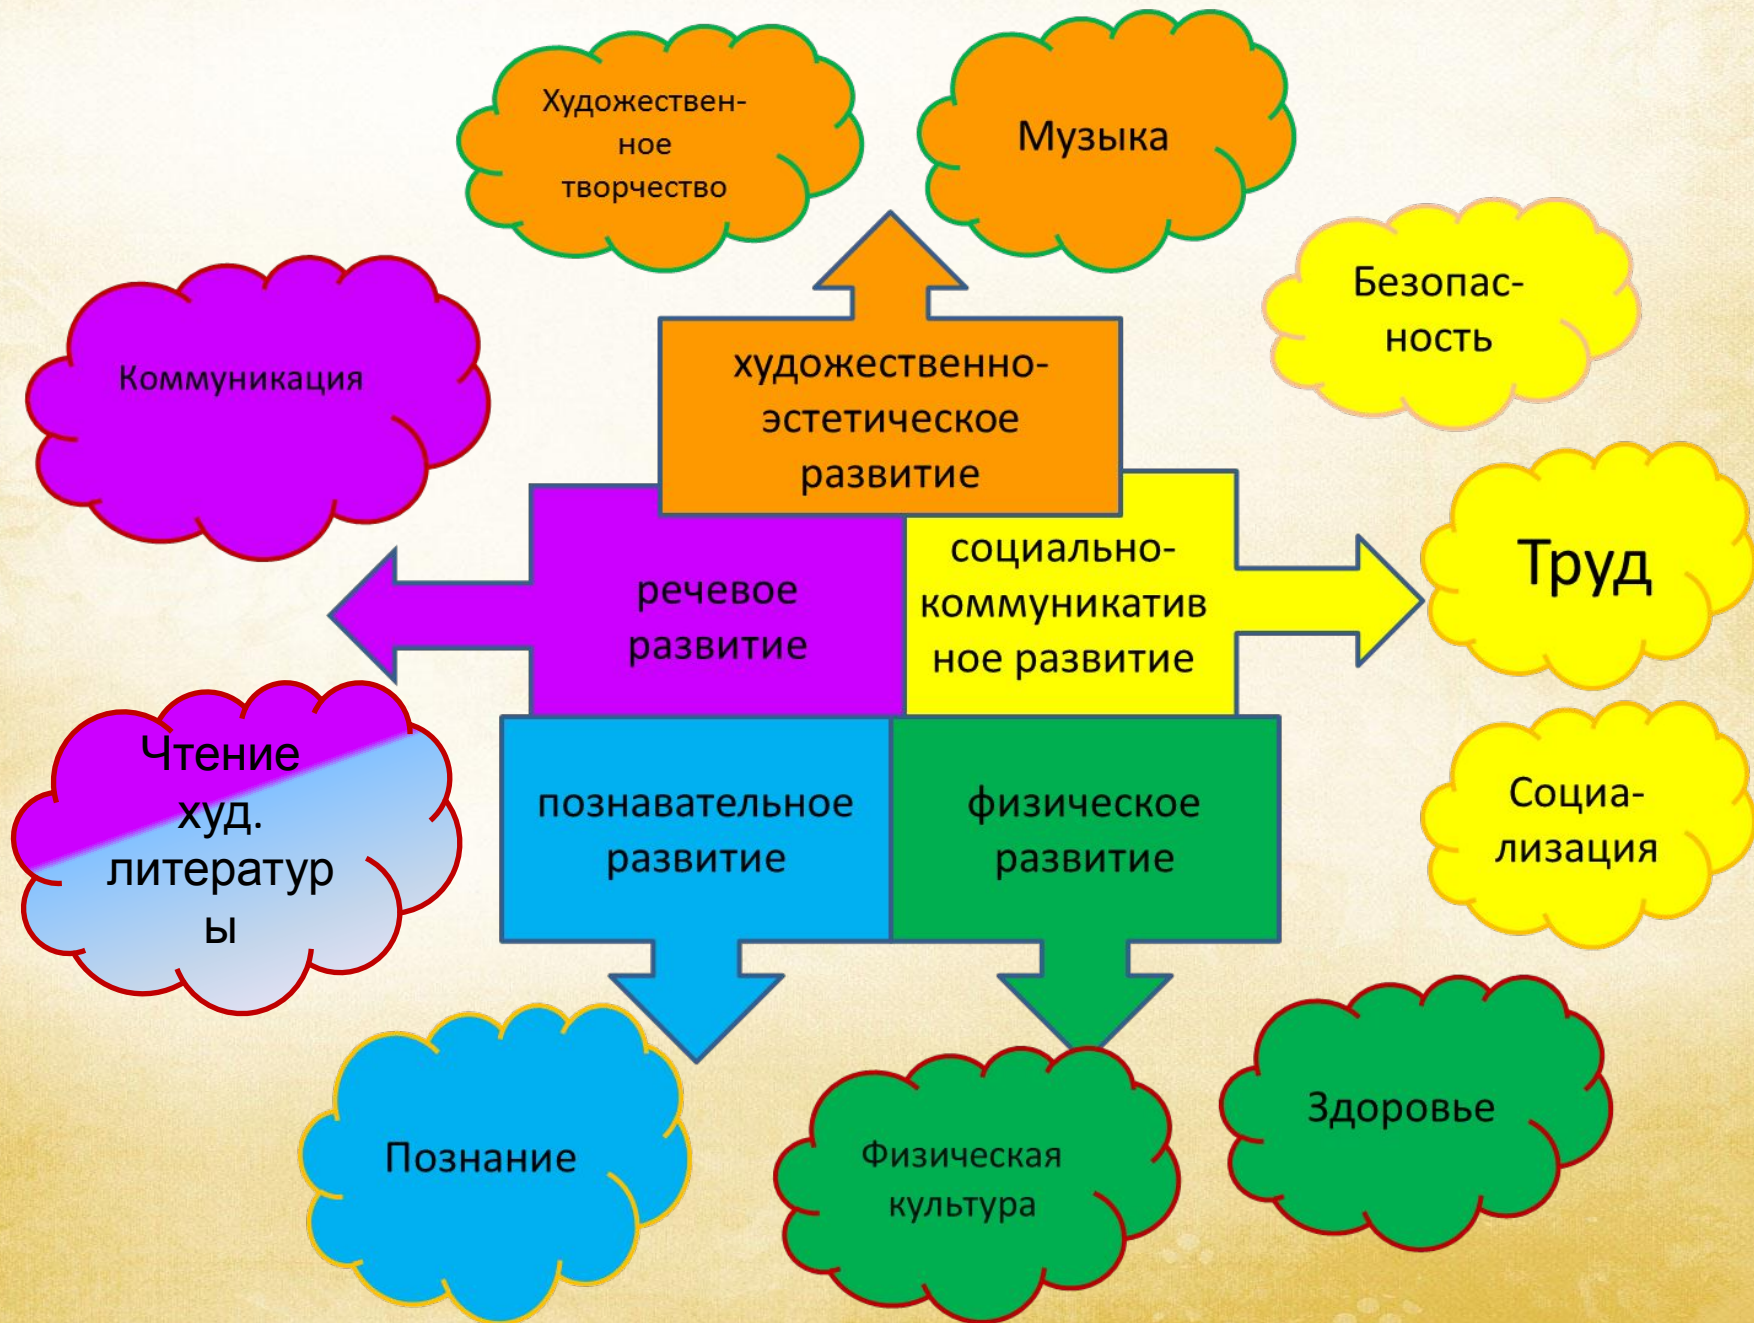 Художествен-
ное
творчество
Музыка
Безопас-
ность
Коммуникация
художественно-
эстетическое
развитие
Труд
речевое
развитие
социально-
коммуникатив
ное развитие
Чтение
худ.
литератур
ы
познавательное
развитие
физическое
развитие
Социа-
лизация
Познание
Физическая
культура
Здоровье